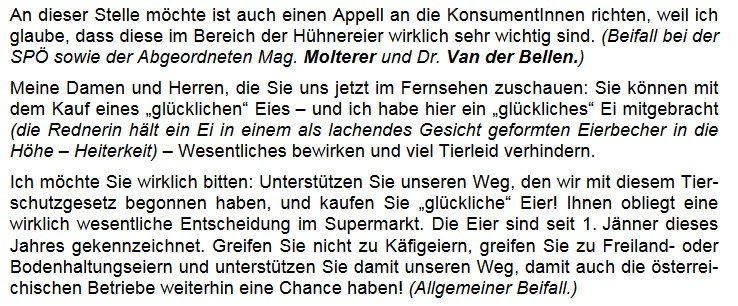 An dieser Stelle möchte ist auch einen Appell an die KonsumentInnen richten, weil ich
glaube, dass diese im Bereich der Hühnereier wirklich sehr wichtig sind. (Beifall bei der
SPÖ sowie der Abgeordneten Mag. Molterer und Dr. Van der Bellen.)
Meine Damen und Herren, die Sie uns jetzt im Fernsehen zuschauen: Sie können mit
dem Kauf eines „glücklichen“ Eies – und ich habe hier ein „glückliches“ Ei mitgebracht
(die Rednerin hält ein Ei in einem als lachendes Gesicht geformten Eierbecher in die
Höhe – Heiterkeit) – Wesentliches bewirken und viel Tierleid verhindern.
Ich möchte Sie wirklich bitten: Unterstützen Sie unseren Weg, den wir mit diesem Tier-
schutzgesetz begonnen haben, und kaufen Sie „glückliche“ Eier! Ihnen obliegt eine
wirklich wesentliche Entscheidung im Supermarkt. Die Eier sind seit 1. Jänner dieses
Jahres gekennzeichnet. Greifen Sie nicht zu Käfigeiern, greifen Sie zu Freiland- oder
Bodenhaltungseiern und unterstützen Sie damit unseren Weg, damit auch die österrei-
chischen Betriebe weiterhin eine Chance haben! (Allgemeiner Beifall.)